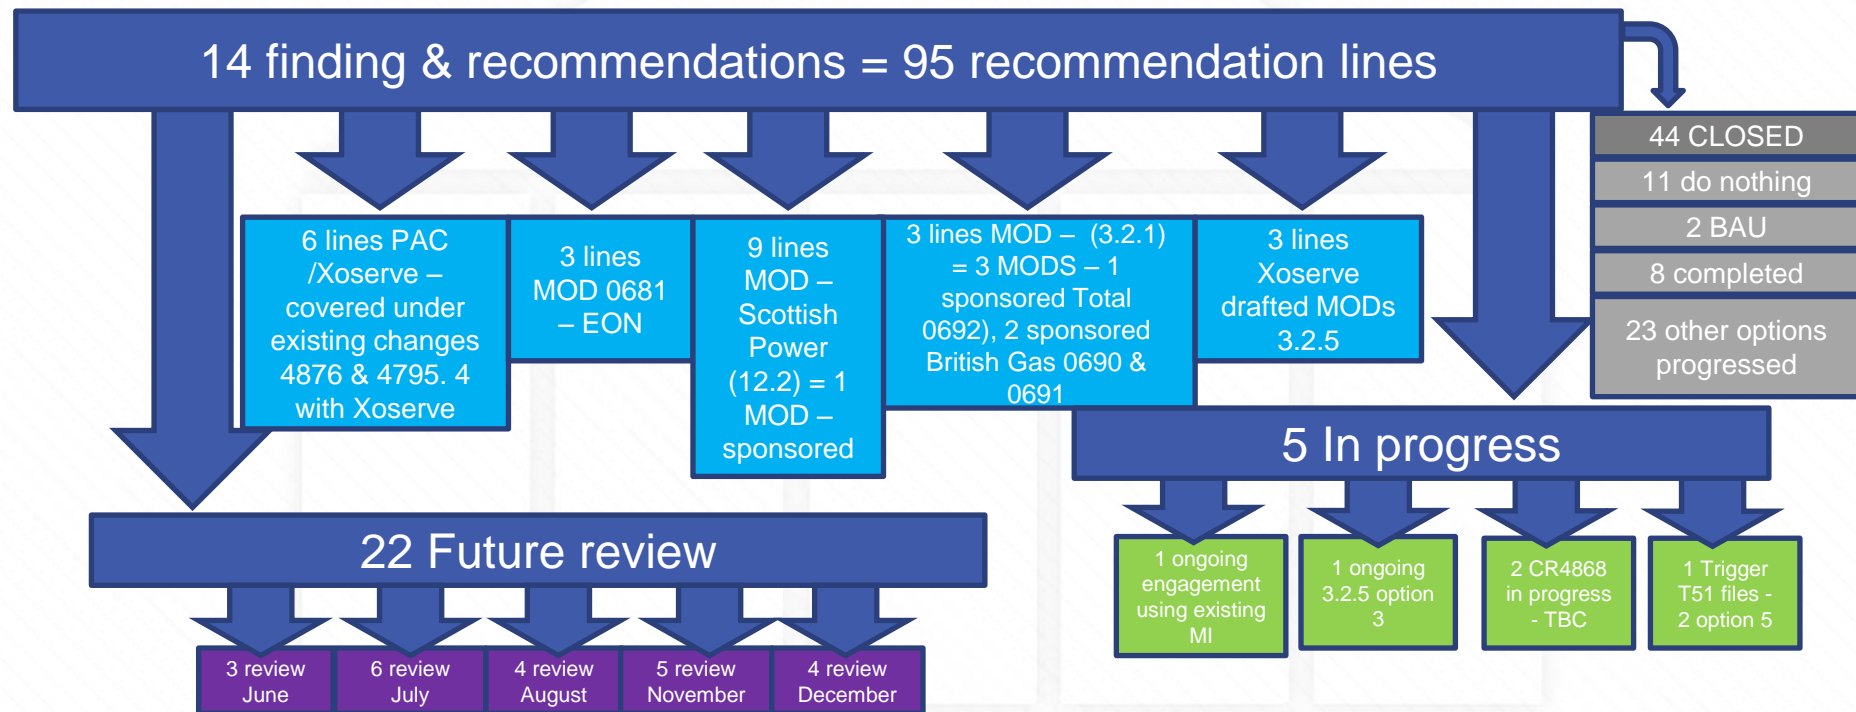 14 finding & recommendations = 95 recommendation lines
44 CLOSED
11 do nothing
2 BAU
8 completed
23 other options
progressed
6 lines PAC
/Xoserve –
covered under
existing changes
4876 & 4795. 4
with Xoserve
3 lines
MOD 0681
– EON
9 lines
MOD –
Scottish
Power
(12.2) = 1
MOD –
sponsored
3 lines MOD – (3.2.1)
= 3 MODS – 1
sponsored Total
0692), 2 sponsored
British Gas 0690 &
0691
3 lines
Xoserve
drafted MODs
3.2.5
5 In progress
1 ongoing
engagement
using existing
MI
1 ongoing
3.2.5 option
3
2 CR4868
in progress
- TBC
1 Trigger
T51 files -
2 option 5
22 Future review
3 review
June
6 review
July
4 review
August
5 review
November
4 review
December